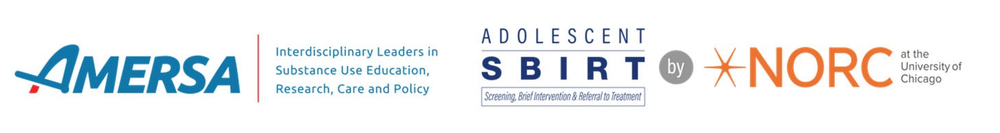 AMERSA
Interdisciplinary Leaders in
Substance Use Education,
Research, Care and Policy
ADOLESCENT
SBIRT
Screening, Brief Intervention & Referral to Treatment
by
NORC
at the
University of
Chicago